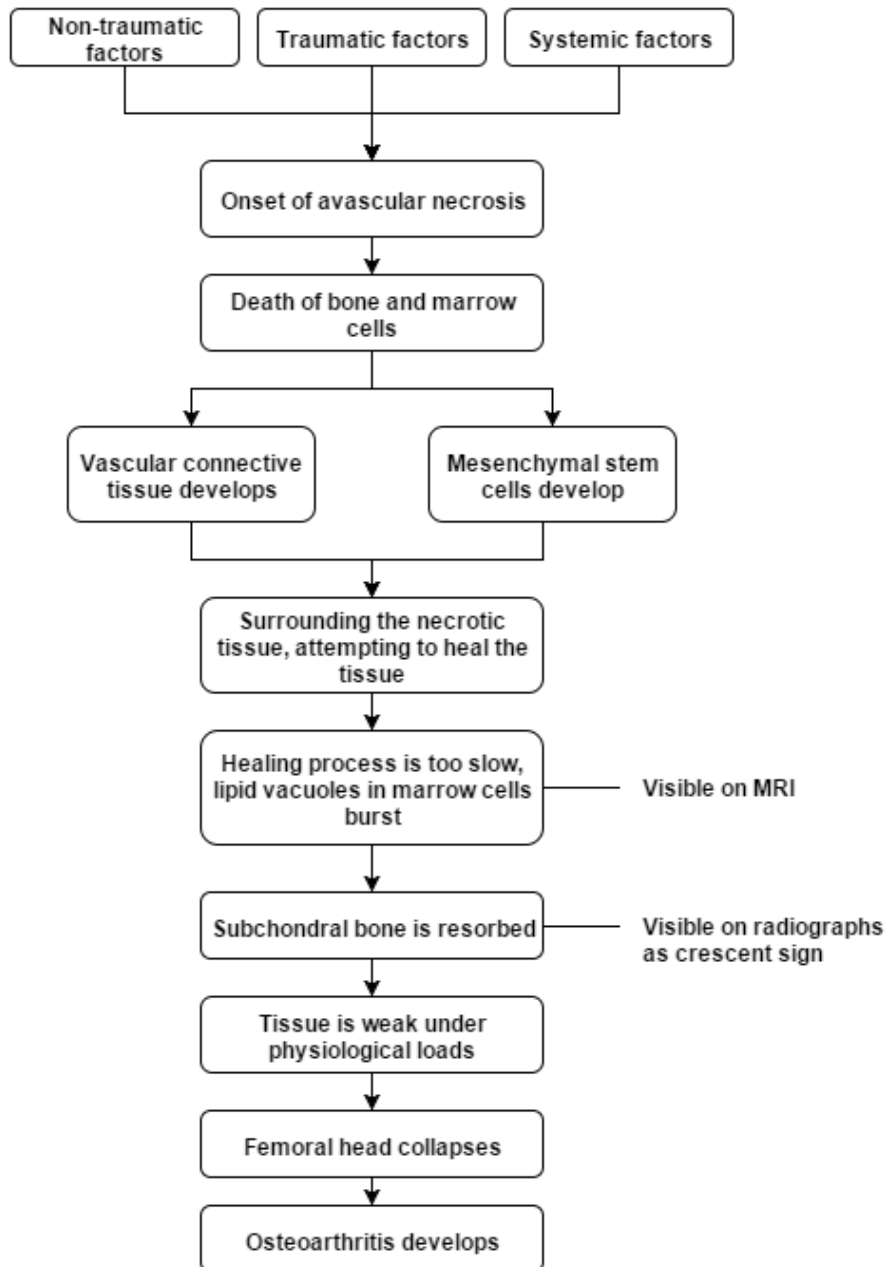 Non-traumatic
factors
Traumatic factors
Systemic factors
Onset of avascular necrosis
Death of bone and marrow
cells
Vascular connective
tissue develops
Mesenchymal stem
cells develop
Surrounding the necrotic
tissue, attempting to heal the
tissue
Healing process is too slow,
lipid vacuoles in marrow cells
burst
Visible on MRI
Subchondral bone is resorbed
Visible on radiographs
as crescent sign
Tissue is weak under
physiological loads
Femoral head collapses
Osteoarthritis develops